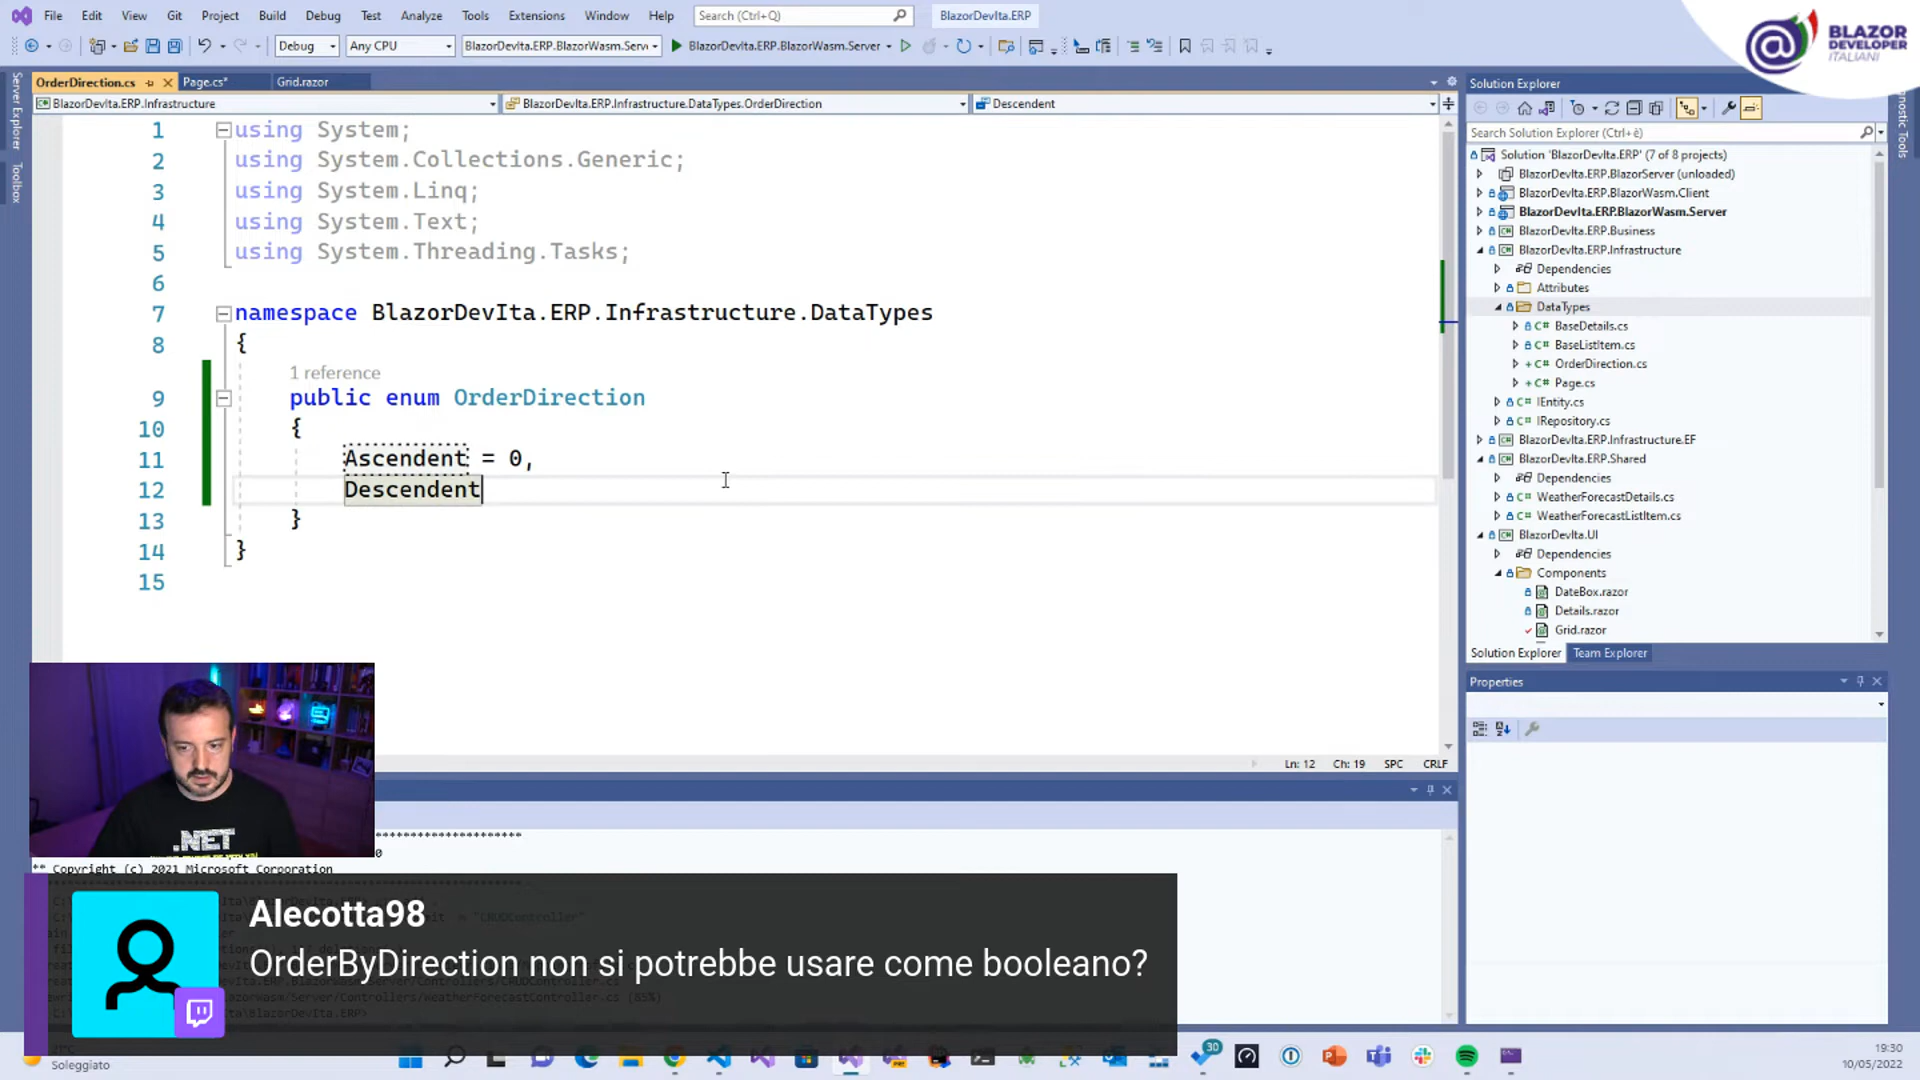 File Edit View Git Project Build Debug Test Analyze Tools Extensions Window Help Search (Ctrl+Q) BlazorDevIta.ERP
BLAZOR
DEVELOPER
ITALIANI
Debug Any CPU BlazorDevIta.ERP.BlazorWasm.Serv BlazorDevIta.ERP.BlazorWasm.Server
OrderDirection.cs Page.cs* Grid.razor
BlazorDevIta.ERP.Infrastructure BlazorDevIta.ERP.Infrastructure.DataTypes.OrderDirection Descendent
Server Explorer
Toolbox
1 using System;
2 using System.Collections.Generic;
3 using System.Linq;
4 using System.Text;
5 using System.Threading.Tasks;
6
7 namespace BlazorDevIta.ERP.Infrastructure.DataTypes
8 {
1 reference
9 public enum OrderDirection
10 {
11 Ascendent = 0,
12 Descendent
13 }
14 }
15
Ln: 12 Ch: 19 SPC CRLF
Solution Explorer
Search Solution Explorer (Ctrl+è)
Solution 'BlazorDevIta.ERP' (7 of 8 projects)
BlazorDevIta.ERP.BlazorServer (unloaded)
BlazorDevIta.ERP.BlazorWasm.Client
BlazorDevIta.ERP.BlazorWasm.Server
BlazorDevIta.ERP.Business
BlazorDevIta.ERP.Infrastructure
Dependencies
Attributes
DataTypes
BaseDetails.cs
BaseListItem.cs
OrderDirection.cs
Page.cs
IEntity.cs
IRepository.cs
BlazorDevIta.ERP.Infrastructure.EF
BlazorDevIta.ERP.Shared
Dependencies
WeatherForecastDetails.cs
WeatherForecastListItem.cs
BlazorDevIta.UI
Dependencies
Components
DateBox.razor
Details.razor
Grid.razor
Solution Explorer Team Explorer
Properties
.NET
** Copyright (c) 2021 Microsoft Corporation
Alecotta98
OrderByDirection non si potrebbe usare come booleano?
Soleggiato
30
19:30
10/05/2022